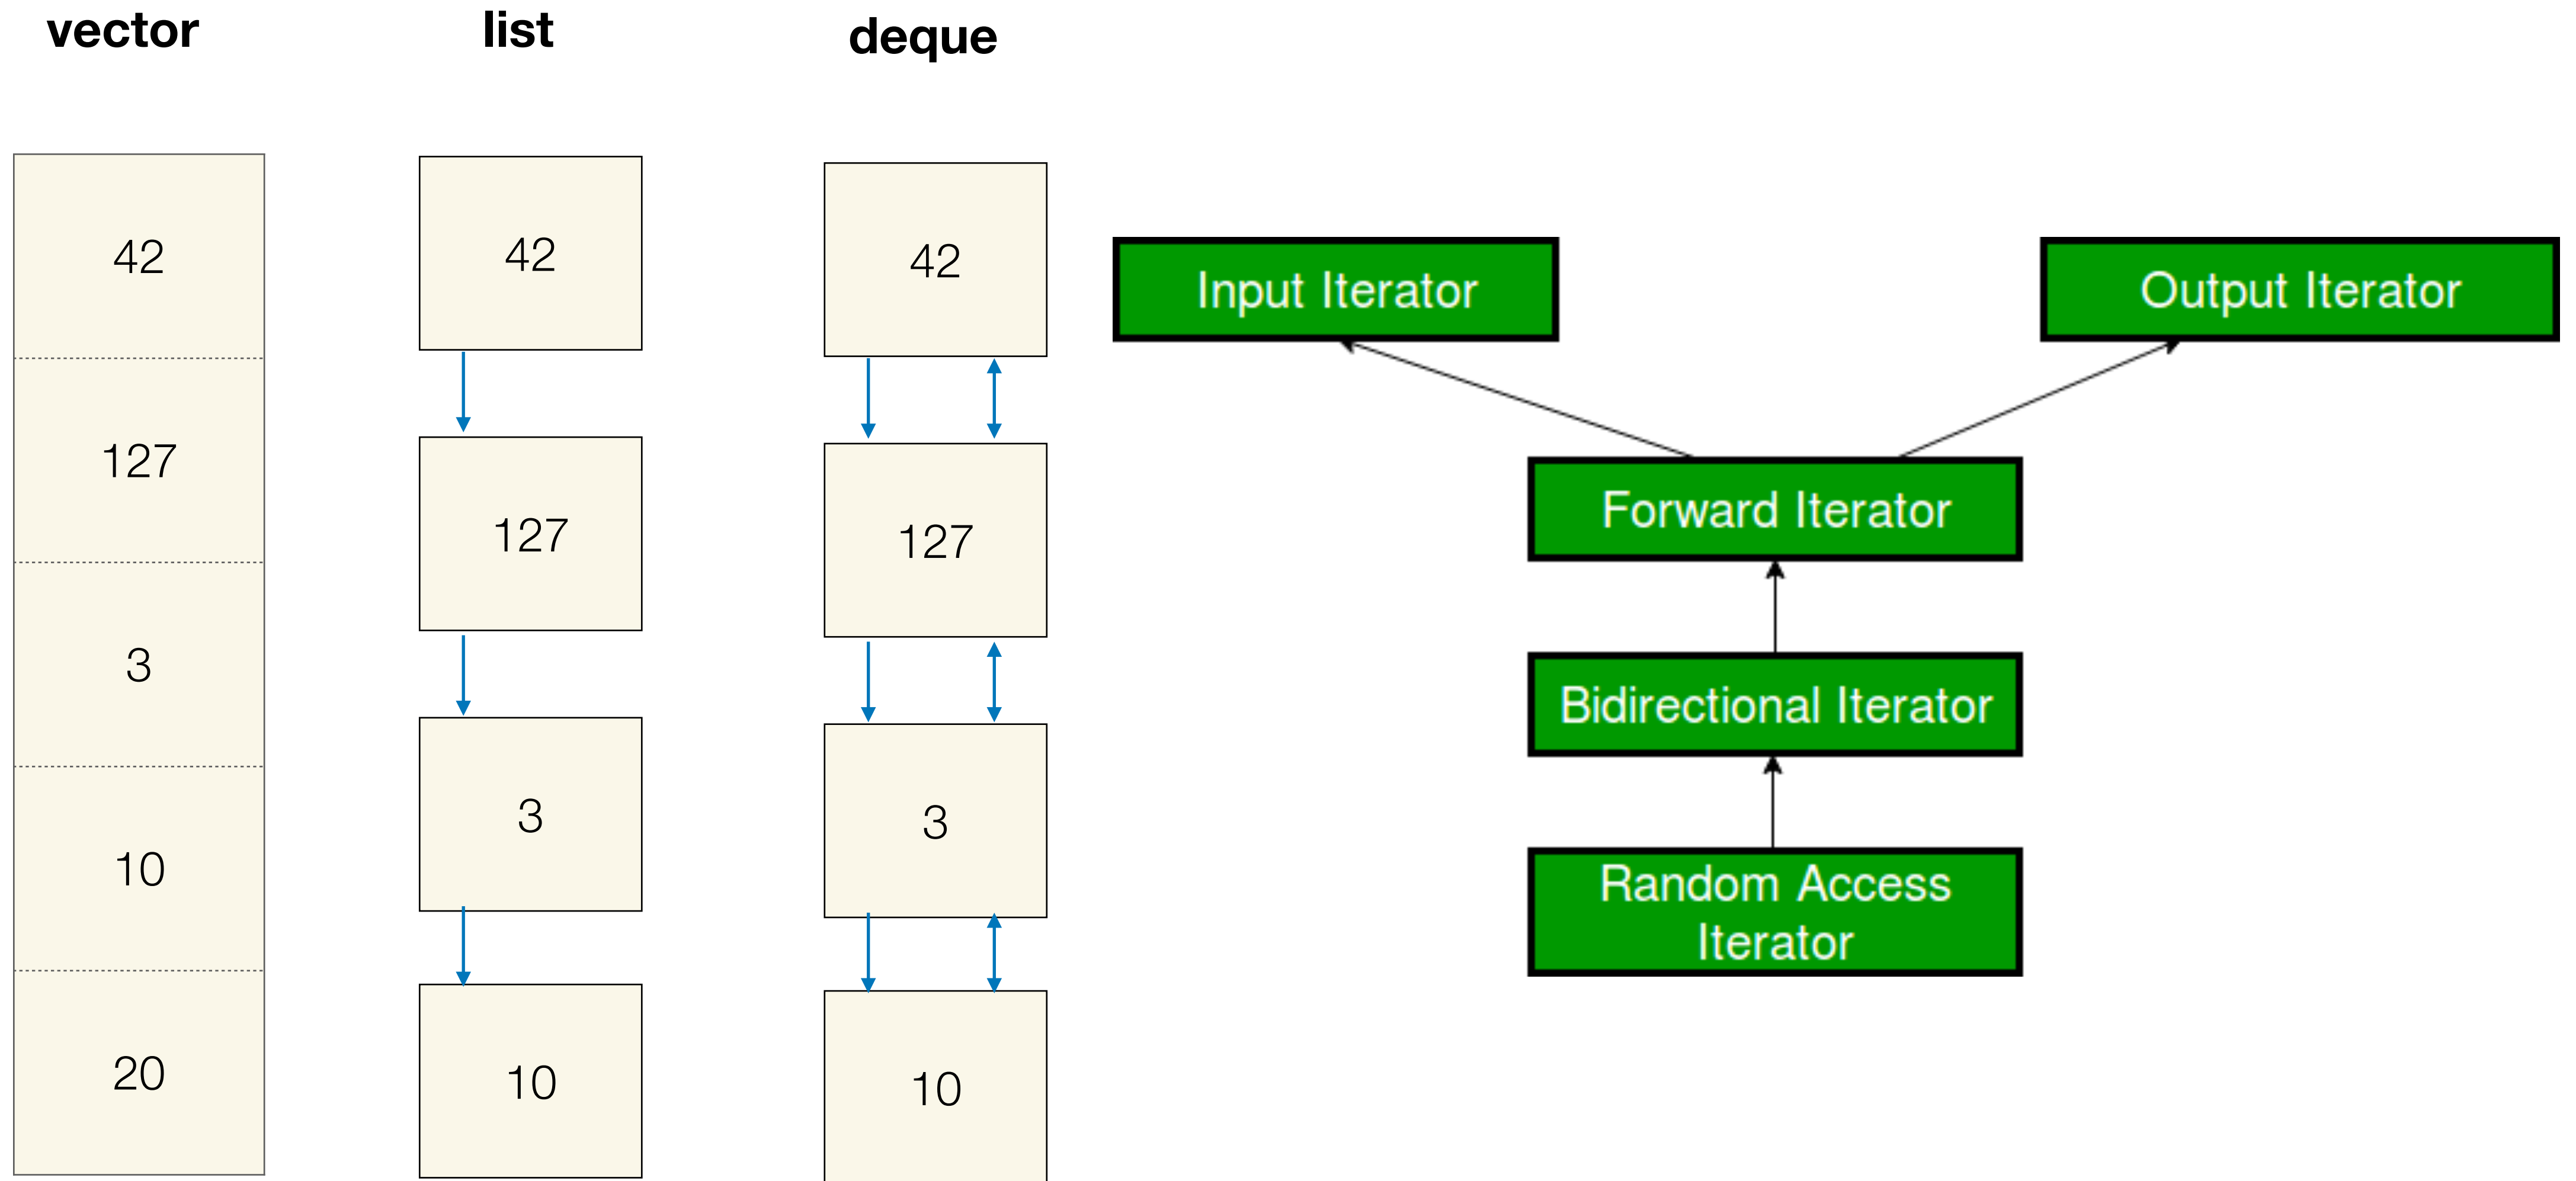 vector
42
127
3
10
20
list
42
127
3
10
deque
42
127
3
10
Input Iterator
Output Iterator
Forward Iterator
Bidirectional Iterator
Random Access
Iterator